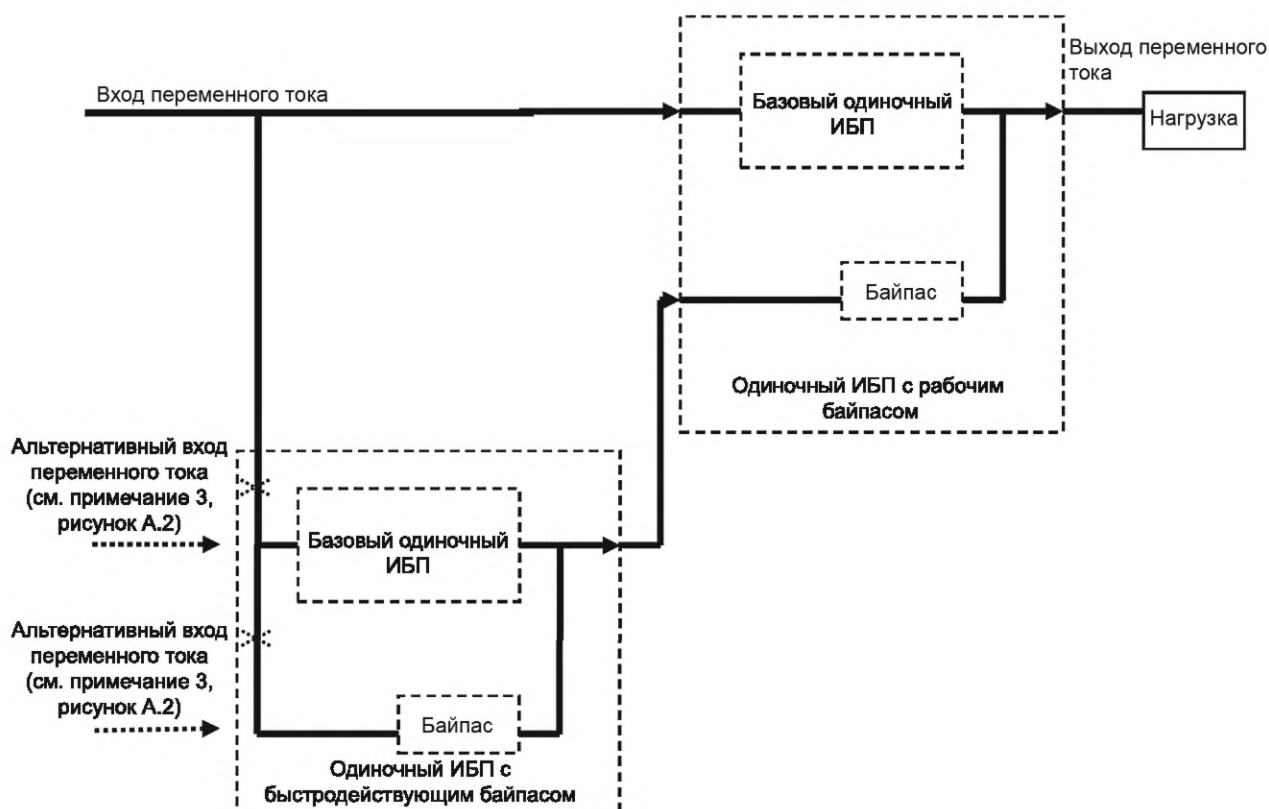 Вход переменного тока
Базовый одиночный
ИБП
Выход переменного
тока
Нагрузка
Байпас
Одиночный ИБП с рабочим
байпасом
Альтернативный вход
переменного тока
(см. примечание 3,
рисунок А.2)
Базовый одиночный
ИБП
Альтернативный вход
переменного тока
(см. примечание 3,
рисунок А.2)
Байпас
Одиночный ИБП с
быстродействующим байпасом